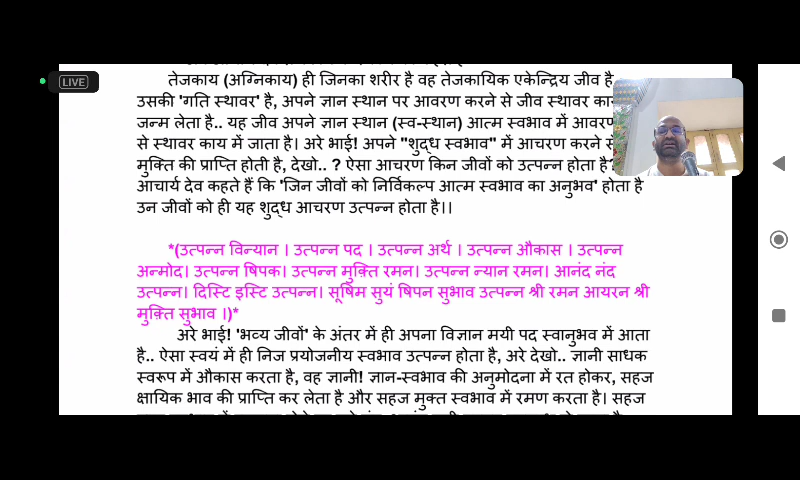 LIVE
तेजकाय (अग्निकाय) ही जिनका शरीर है वह तेजकायिक एकेन्द्रिय जीव है
उसकी 'गति स्थावर' है, अपने ज्ञान स्थान पर आवरण करने से जीव स्थावर काय
जन्म लेता है.. यह जीव अपने ज्ञान स्थान (स्व-स्थान) आत्म स्वभाव में आवरण
से स्थावर काय में जाता है। अरे भाई! अपने "शुद्ध स्वभाव" में आचरण करने से
मुक्ति की प्राप्ति होती है, देखो.. ? ऐसा आचरण किन जीवों को उत्पन्न होता है?
आचार्य देव कहते हैं कि 'जिन जीवों को निर्विकल्प आत्म स्वभाव का अनुभव' होता है
उन जीवों को ही यह शुद्ध आचरण उत्पन्न होता है।।
*(उत्पन्न विन्यान । उत्पन्न पद । उत्पन्न अर्थ । उत्पन्न औकास । उत्पन्न
अन्मोद। उत्पन्न षिपक। उत्पन्न मुक्ति रमन। उत्पन्न न्यान रमन। आनंद नंद
उत्पन्न। दिस्टि इस्टि उत्पन्न। सूषिम सुयं षिपन सुभाव उत्पन्न श्री रमन आयरन श्री
मुक्ति सुभाव ।)*
अरे भाई! 'भव्य जीवों' के अंतर में ही अपना विज्ञान मयी पद स्वानुभव में आता
है.. ऐसा स्वयं में ही निज प्रयोजनीय स्वभाव उत्पन्न होता है, अरे देखो.. ज्ञानी साधक
स्वरूप में औकास करता है, वह ज्ञानी! ज्ञान-स्वभाव की अनुमोदना में रत होकर, सहज
क्षायिक भाव की प्राप्ति कर लेता है और सहज मुक्त स्वभाव में रमण करता है। सहज